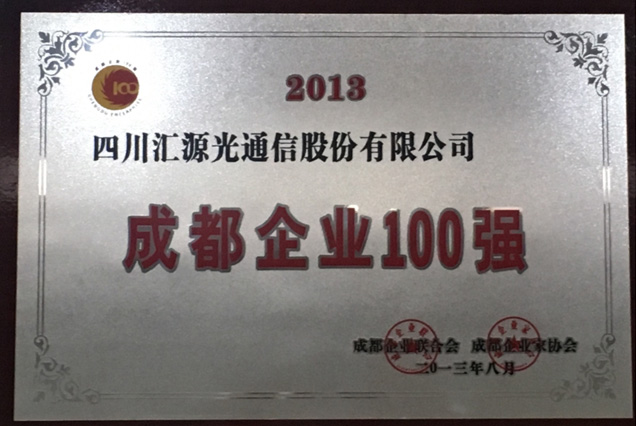 2013
四川汇源光通信股份有限公司
成都企业100强
成都企业联合会 成都企业家协会
二〇一三年八月